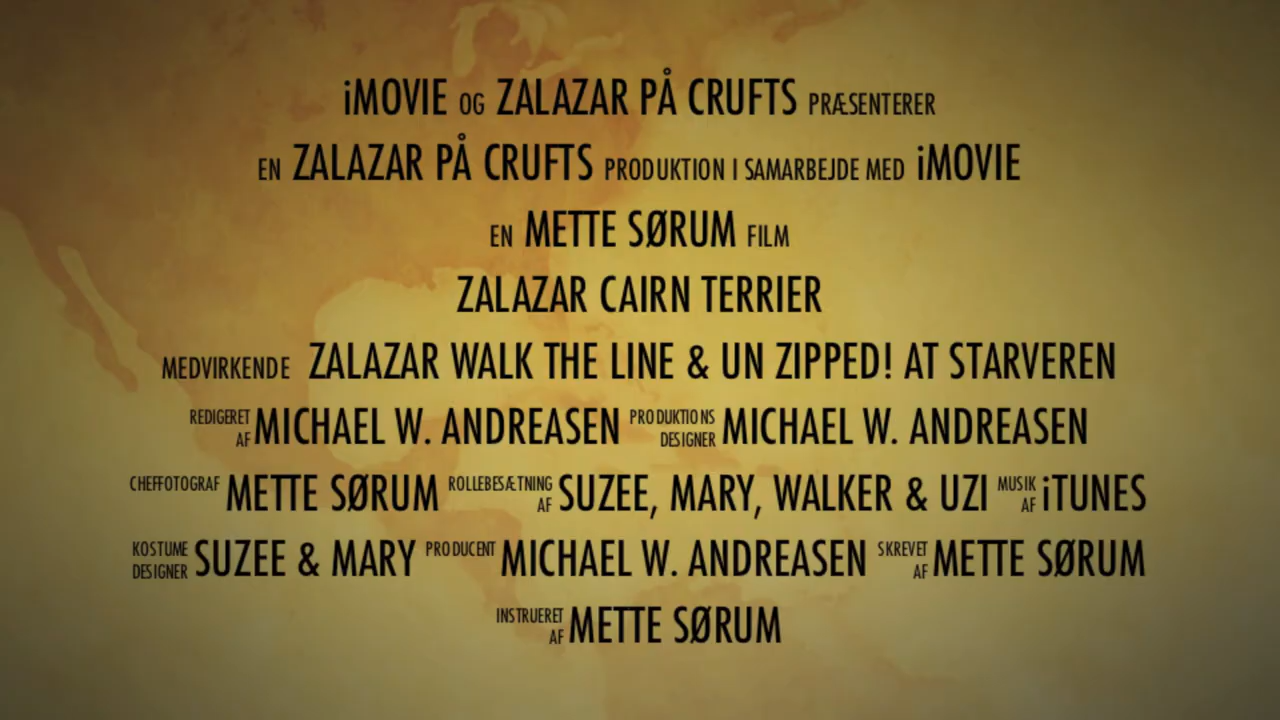 iMOVIE OG ZALAZAR PÅ CRUFTS PRÆSENTERER
EN ZALAZAR PÅ CRUFTS PRODUKTION I SAMARBEJDE MED iMOVIE
EN METTE SØRUM FILM
ZALAZAR CAIRN TERRIER
MEDVIRKENDE ZALAZAR WALK THE LINE & UN ZIPPED! AT STARVEREN
REDIGERET AF MICHAEL W. ANDREASEN PRODUKTIONS DESIGNER MICHAEL W. ANDREASEN
CHEFFOTOGRAF METTE SØRUM ROLLEBESÆTNING AF SUZEE, MARY, WALKER & UZI MUSIK AF iTUNES
KOSTUME DESIGNER SUZEE & MARY PRODUCENT MICHAEL W. ANDREASEN SKREVET AF METTE SØRUM
INSTRUERET AF METTE SØRUM